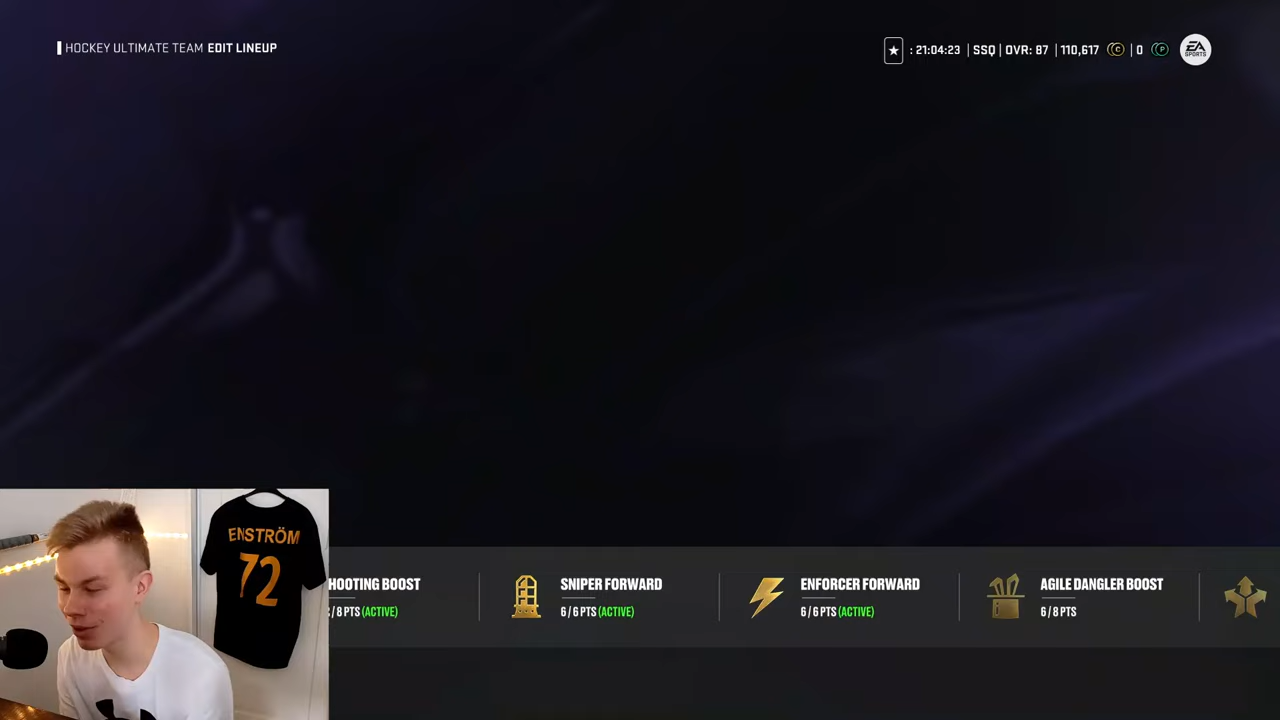 HOCKEY ULTIMATE TEAM EDIT LINEUP
: 21:04:23 | SSQ | OVR: 87 | 110,617 C | 0 P
EA
SPORTS
ENSTRÖM
72
HOOTING BOOST
/ 8 PTS (ACTIVE)
SNIPER FORWARD
6 / 6 PTS (ACTIVE)
ENFORCER FORWARD
6 / 6 PTS (ACTIVE)
AGILE DANGLER BOOST
6 / 8 PTS